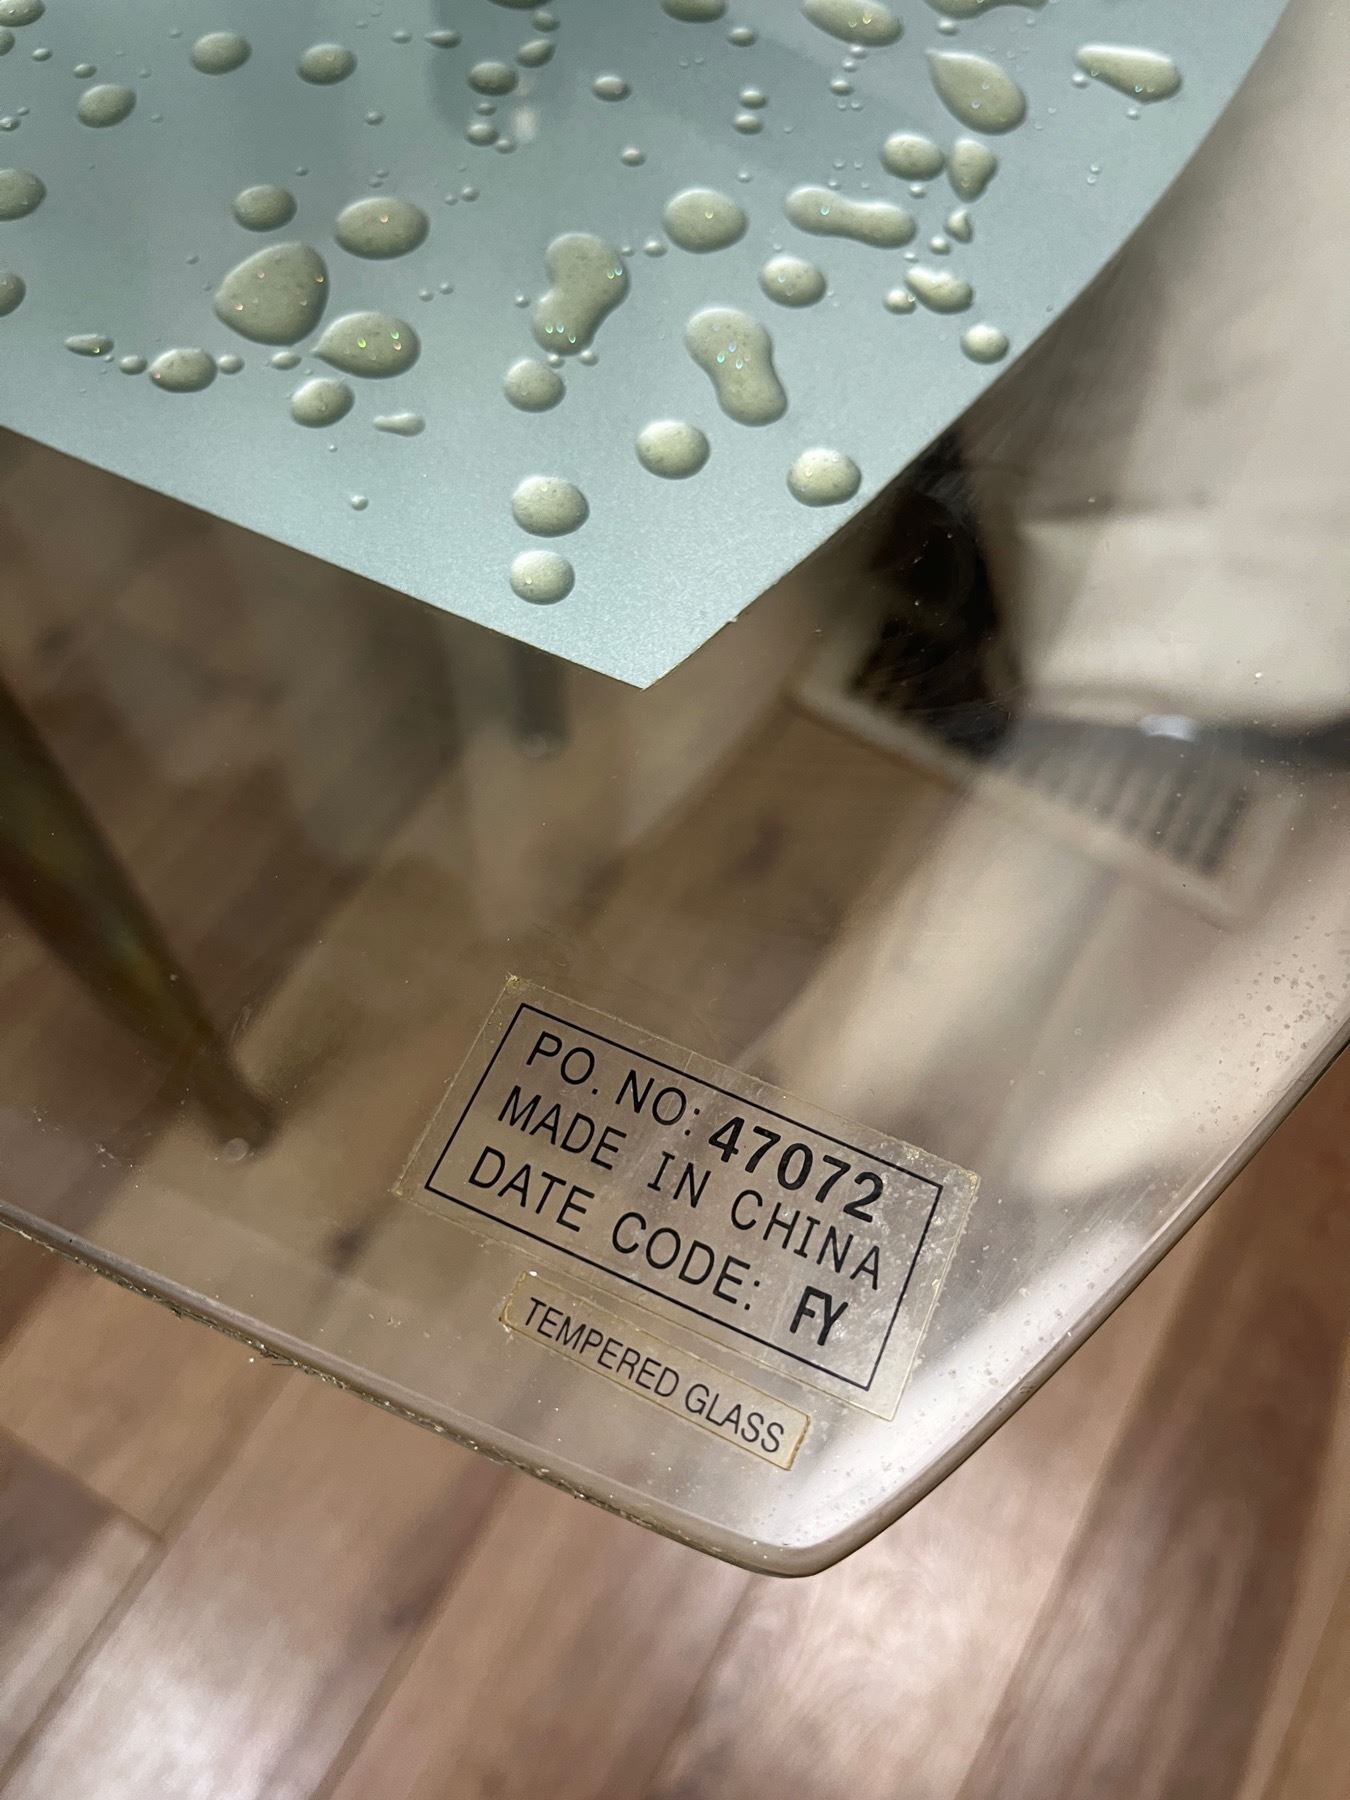 PO. NO: 47072
MADE IN CHINA
DATE CODE: FY
TEMPERED GLASS